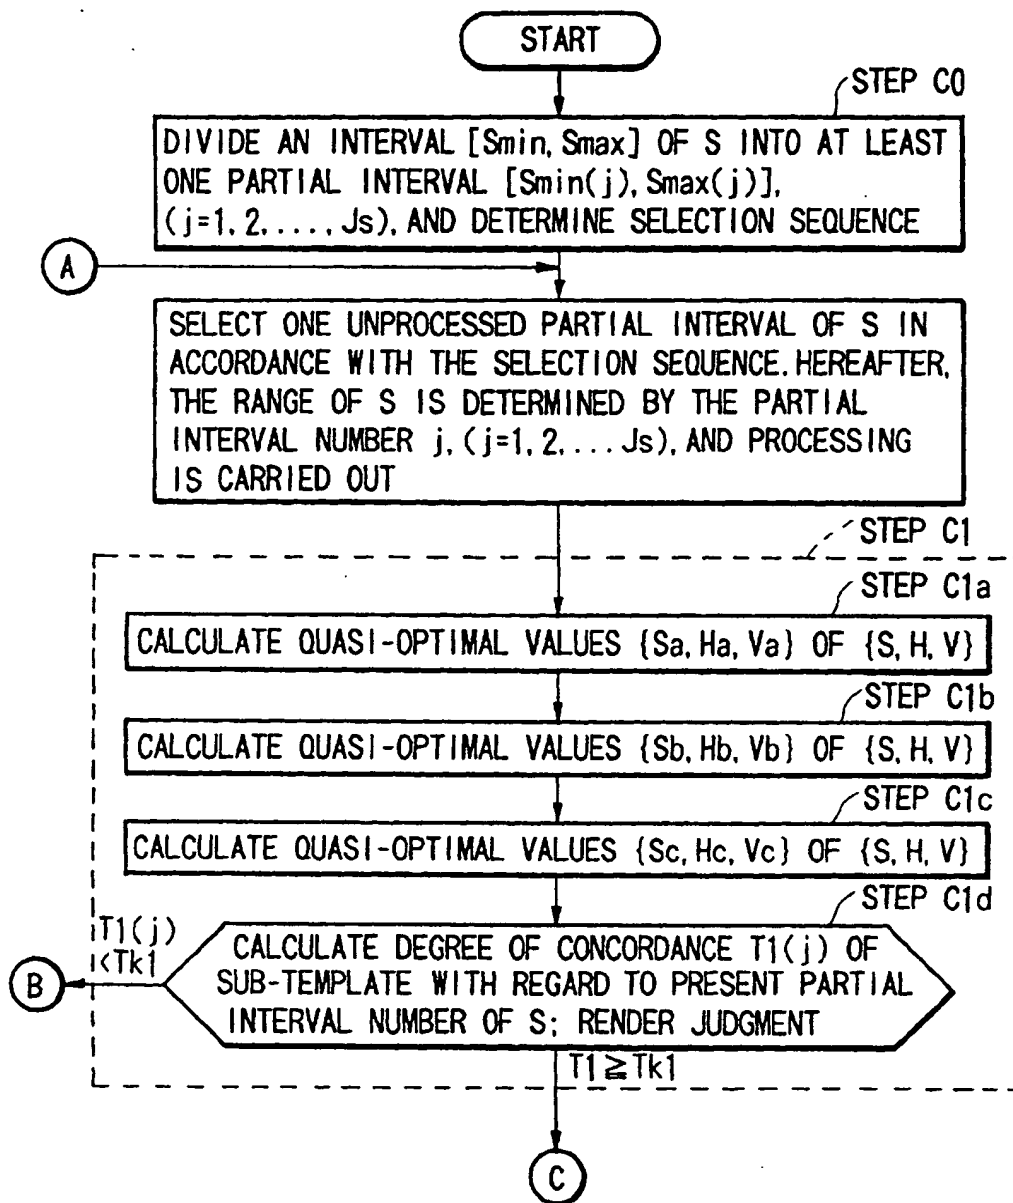 START
STEP C0
DIVIDE AN INTERVAL [Smin, Smax] OF S INTO AT LEAST
ONE PARTIAL INTERVAL [Smin(j), Smax(j)],
(j=1, 2, ..., Js), AND DETERMINE SELECTION SEQUENCE
A
SELECT ONE UNPROCESSED PARTIAL INTERVAL OF S IN
ACCORDANCE WITH THE SELECTION SEQUENCE. HEREAFTER,
THE RANGE OF S IS DETERMINED BY THE PARTIAL
INTERVAL NUMBER j, (j=1, 2, ... Js), AND PROCESSING
IS CARRIED OUT
STEP C1
STEP C1a
CALCULATE QUASI-OPTIMAL VALUES {Sa, Ha, Va} OF {S, H, V}
STEP C1b
CALCULATE QUASI-OPTIMAL VALUES {Sb, Hb, Vb} OF {S, H, V}
STEP C1c
CALCULATE QUASI-OPTIMAL VALUES {Sc, Hc, Vc} OF {S, H, V}
STEP C1d
T1(j)
<Tk1
B
CALCULATE DEGREE OF CONCORDANCE T1(j) OF
SUB-TEMPLATE WITH REGARD TO PRESENT PARTIAL
INTERVAL NUMBER OF S; RENDER JUDGMENT
T1≧Tk1
C